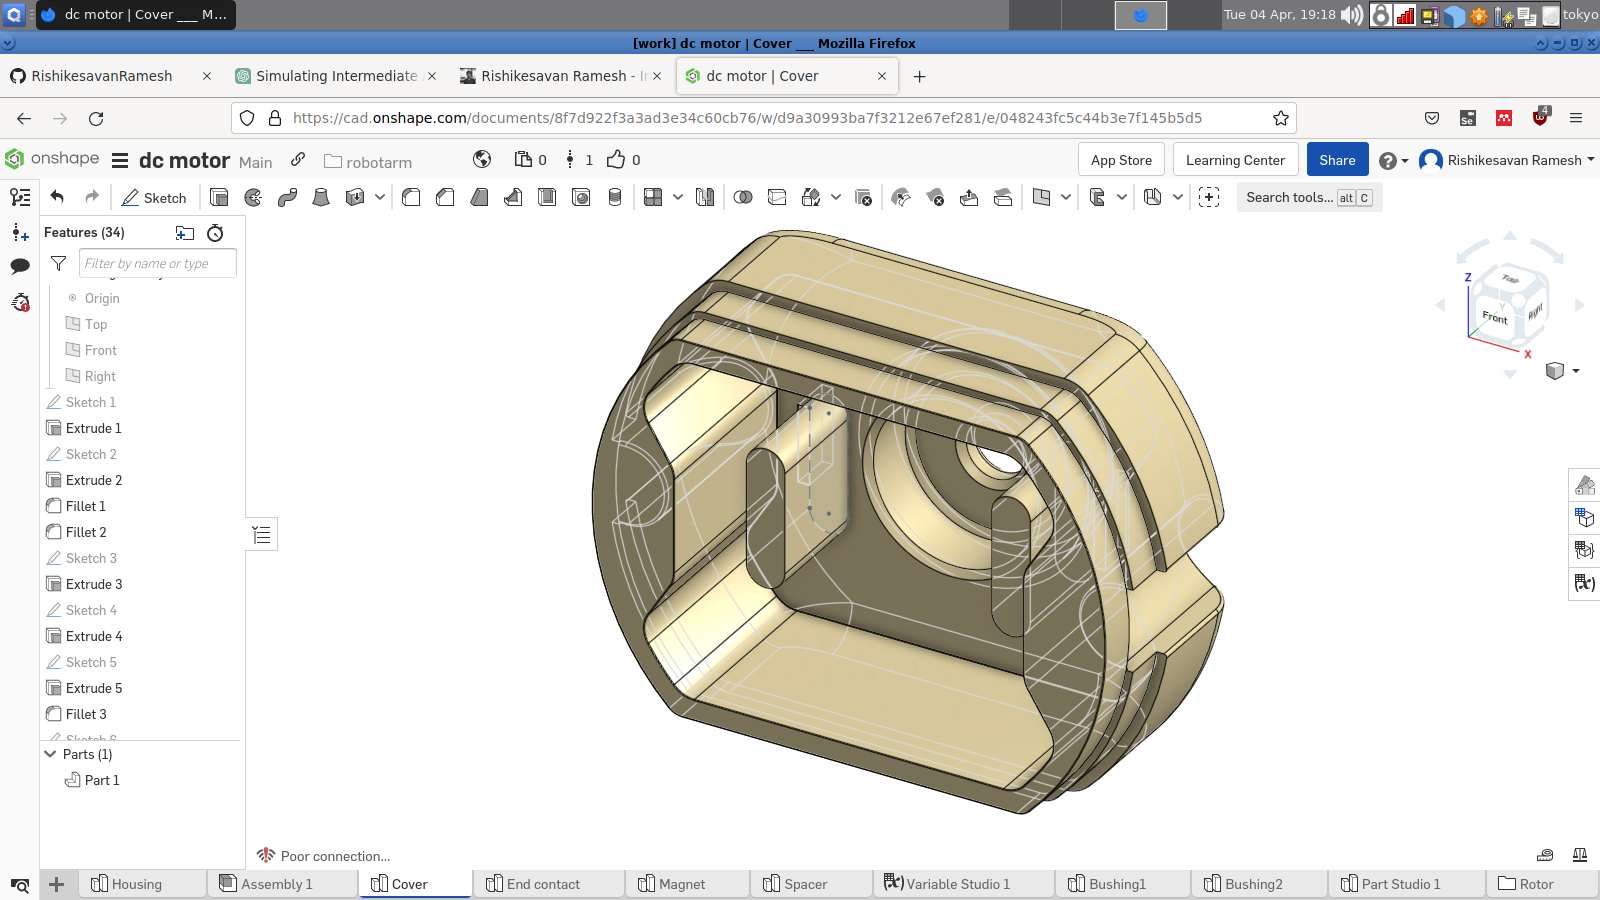 dc motor | Cover ___ M...
Tue 04 Apr, 19:18
tokyo
[work] dc motor | Cover ___ Mozilla Firefox
RishikesavanRamesh
Simulating Intermediate
Rishikesavan Ramesh - In
dc motor | Cover
https://cad.onshape.com/documents/8f7d922f3a3ad3e34c60cb76/w/d9a30993ba7f3212e67ef281/e/048243fc5c44b3e7f145b5d5
Se
4
onshape
dc motor
Main
robotarm
0
1
0
App Store
Learning Center
Share
Rishikesavan Ramesh
Sketch
Search tools...
alt
C
Features (34)
Filter by name or type
Origin
Top
Front
Right
Sketch 1
Extrude 1
Sketch 2
Extrude 2
Fillet 1
Fillet 2
Sketch 3
Extrude 3
Sketch 4
Extrude 4
Sketch 5
Extrude 5
Fillet 3
Sketch 6
Parts (1)
Part 1
Z
Top
Front
Right
Y
X
Poor connection...
Housing
Assembly 1
Cover
End contact
Magnet
Spacer
Variable Studio 1
Bushing1
Bushing2
Part Studio 1
Rotor